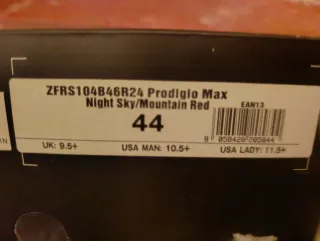 ZFRS104B46R24 Prodigio Max
Night Sky/Mountain Red
44
EAN13
UK: 9.5+
USA MAN: 10.5+
USA LADY: 11.5+